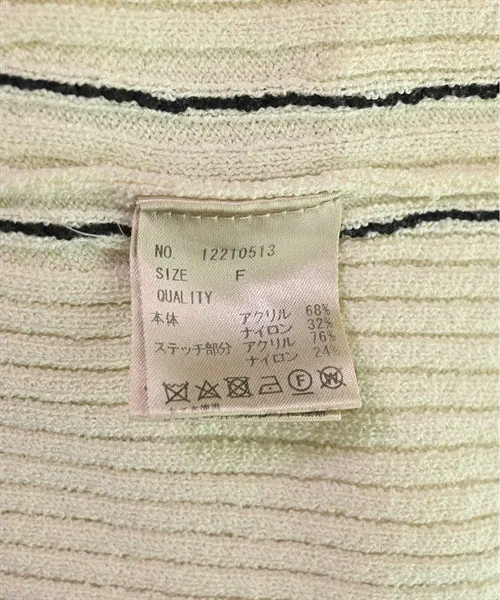 NO. 12210513
SIZE F
QUALITY
本体 アクリル 68%
ナイロン 32%
ステッチ部分 アクリル 76%
ナイロン 24%
F W